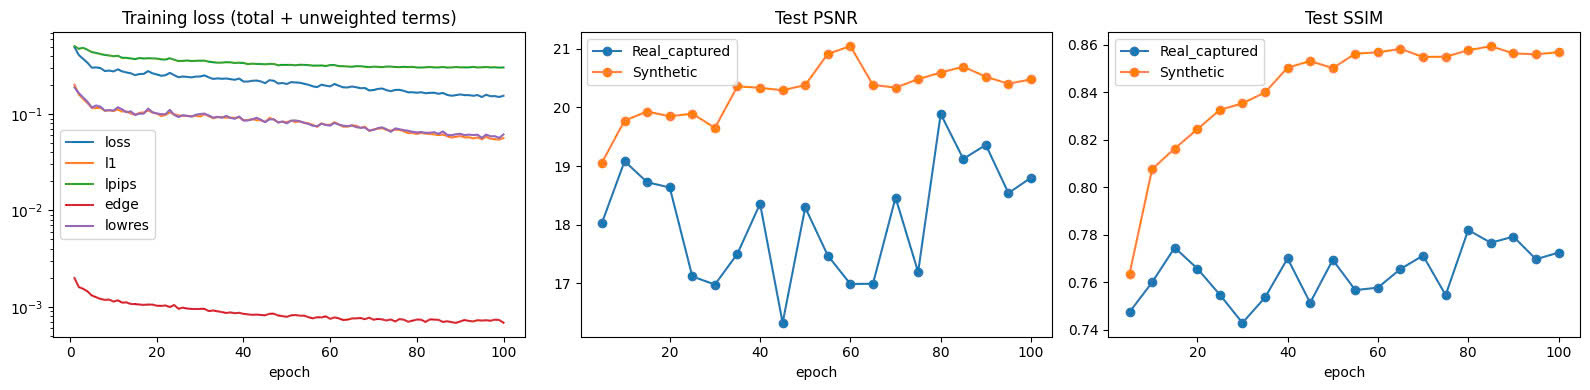 Training loss (total + unweighted terms)
10⁻¹
10⁻²
10⁻³
loss
l1
lpips
edge
lowres
0 20 40 60 80 100
epoch
Test PSNR
21
20
19
18
17
Real_captured
Synthetic
20 40 60 80 100
epoch
Test SSIM
0.86
0.84
0.82
0.80
0.78
0.76
0.74
Real_captured
Synthetic
20 40 60 80 100
epoch